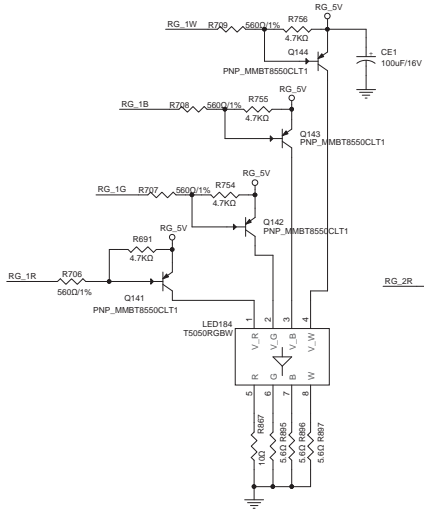 RG_5V
RG_1W R709 560Ω/1% R756
4.7KΩ
Q144
PNP_MMBT8550CLT1
CE1
100uF/16V
RG_5V
RG_1B R708 560Ω/1% R755
4.7KΩ
Q143
PNP_MMBT8550CLT1
RG_5V
RG_1G R707 560Ω/1% R754
4.7KΩ
Q142
PNP_MMBT8550CLT1
RG_5V
R691
4.7KΩ
RG_1R R706
560Ω/1%
Q141
PNP_MMBT8550CLT1
RG_2R
LED184
T5050RGBW
1 2 3 4
V_R V_G V_B V_W
R G B W
5 6 7 8
R867
10Ω
5.6Ω R895
5.6Ω R896
5.6Ω R897